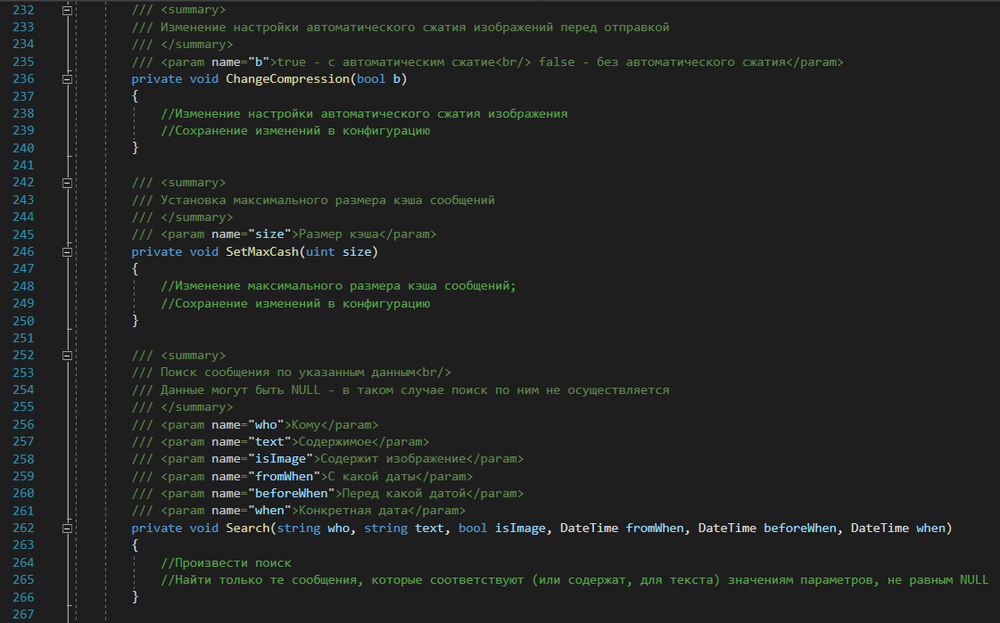 232 /// <summary>
233 /// Изменение настройки автоматического сжатия изображений перед отправкой
234 /// </summary>
235 /// <param name="b">true - с автоматическим сжатие<br/> false - без автоматического сжатия</param>
236 private void ChangeCompression(bool b)
237 {
238 //Изменение настройки автоматического сжатия изображения
239 //Сохранение изменений в конфигурацию
240 }
241
242 /// <summary>
243 /// Установка максимального размера кэша сообщений
244 /// </summary>
245 /// <param name="size">Размер кэша</param>
246 private void SetMaxCash(uint size)
247 {
248 //Изменение максимального размера кэша сообщений;
249 //Сохранение изменений в конфигурацию
250 }
251
252 /// <summary>
253 /// Поиск сообщения по указанным данным<br/>
254 /// Данные могут быть NULL - в таком случае поиск по ним не осуществляется
255 /// </summary>
256 /// <param name="who">Кому</param>
257 /// <param name="text">Содержимое</param>
258 /// <param name="isImage">Содержит изображение</param>
259 /// <param name="fromWhen">С какой даты</param>
260 /// <param name="beforeWhen">Перед какой датой</param>
261 /// <param name="when">Конкретная дата</param>
262 private void Search(string who, string text, bool isImage, DateTime fromWhen, DateTime beforeWhen, DateTime when)
263 {
264 //Произвести поиск
265 //Найти только те сообщения, которые соответствуют (или содержат, для текста) значениям параметров, не равным NULL
266 }
267